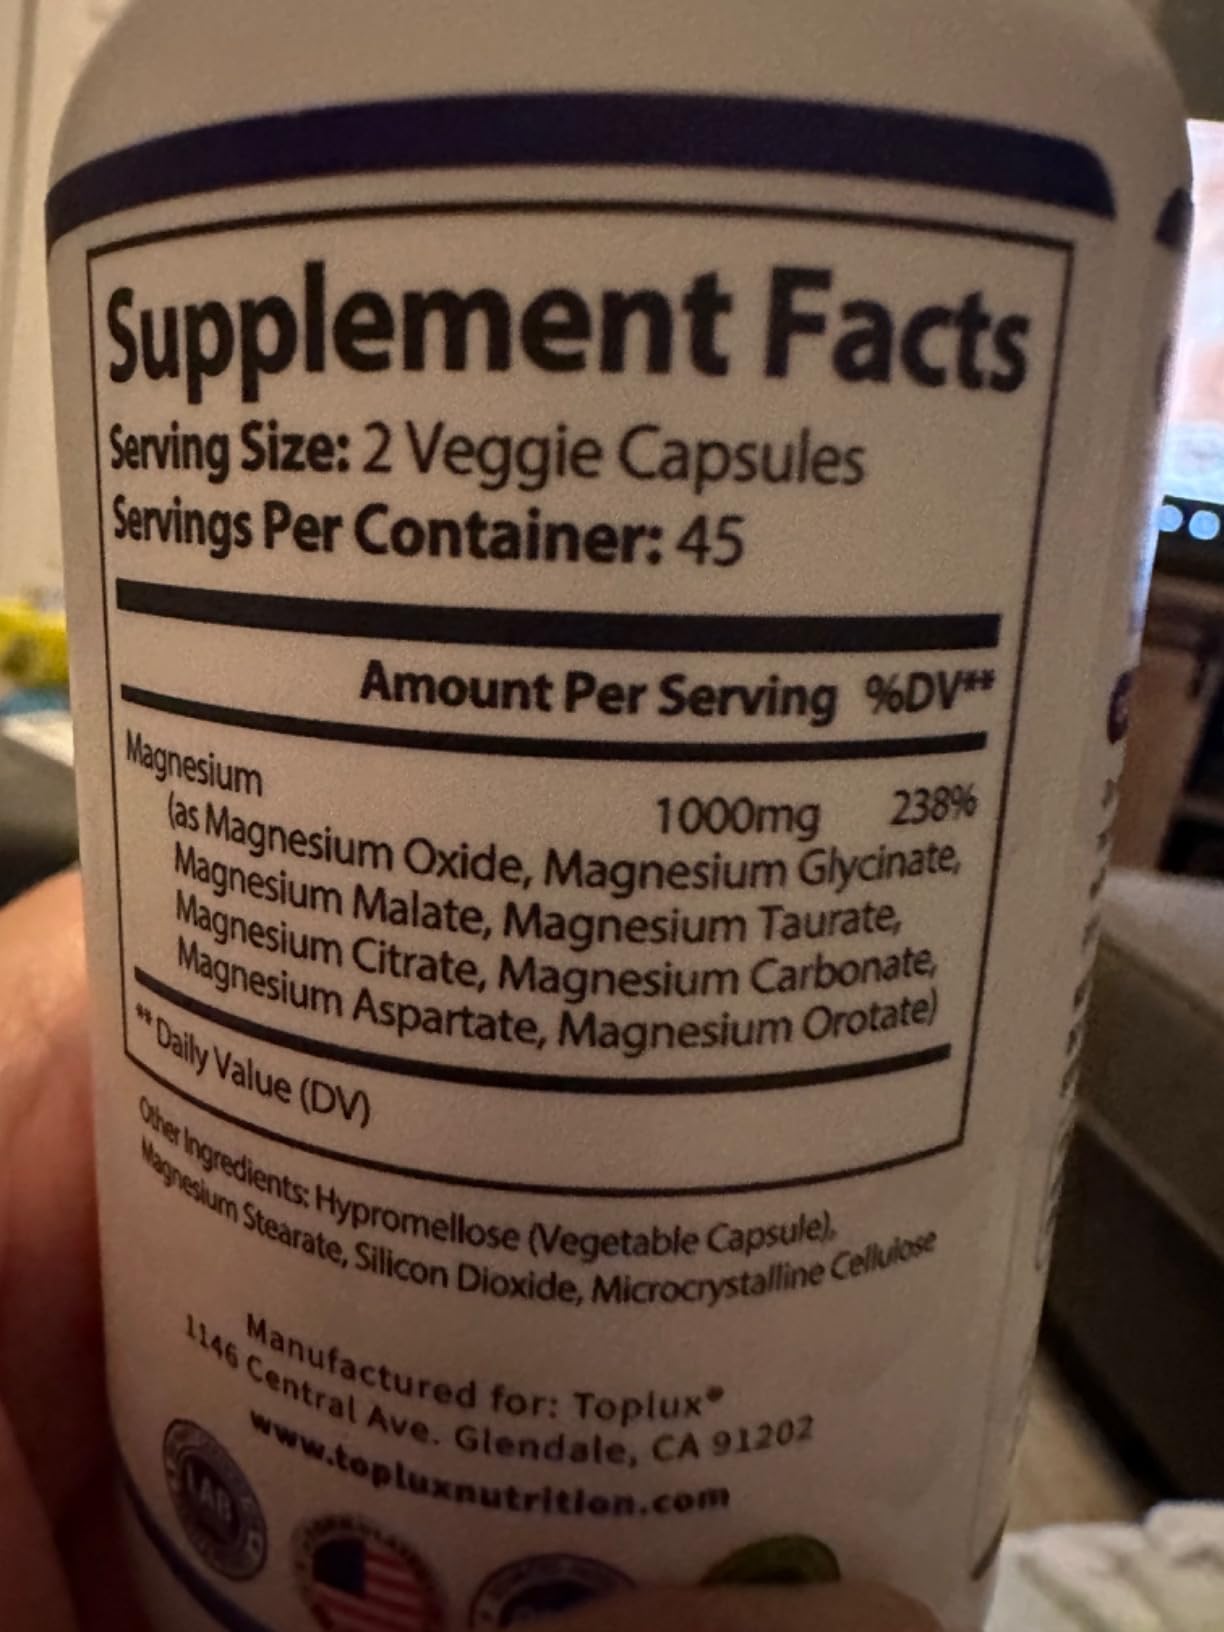 Supplement Facts
Serving Size: 2 Veggie Capsules
Servings Per Container: 45
Amount Per Serving %DV**
Magnesium 1000mg 238%
(as Magnesium Oxide, Magnesium Glycinate,
Magnesium Malate, Magnesium Taurate,
Magnesium Citrate, Magnesium Carbonate,
Magnesium Aspartate, Magnesium Orotate)
** Daily Value (DV)
Other Ingredients: Hypromellose (Vegetable Capsule),
Magnesium Stearate, Silicon Dioxide, Microcrystalline Cellulose
Manufactured for: Toplux®
1146 Central Ave. Glendale, CA 91202
www.topluxnutrition.com
LAB